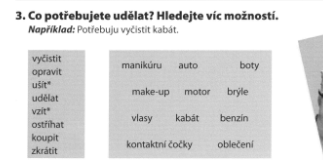 3. Co potřebujete udělat? Hledejte víc možností.
Například: Potřebuju vyčistit kabát.
vyčistit
opravit
ušít*
udělat
vzít*
ostříhat
koupit
zkrátit
manikúru auto boty
make-up motor brýle
vlasy kabát benzín
kontaktní čočky oblečení